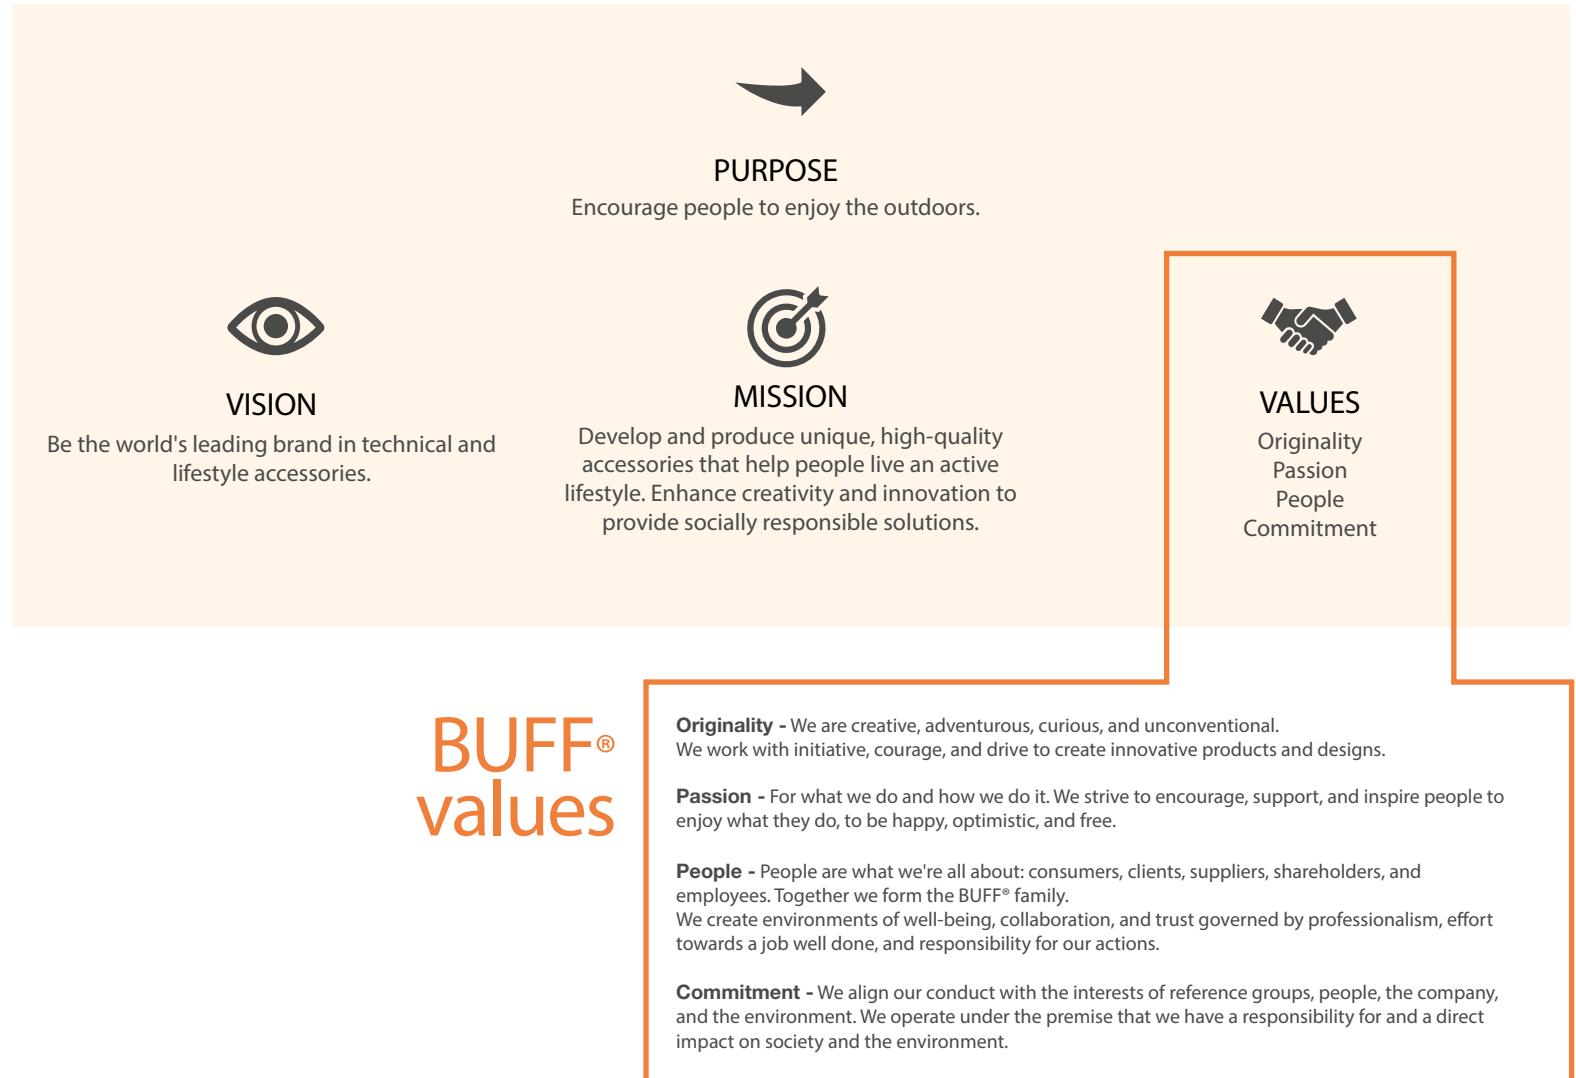 PURPOSE
Encourage people to enjoy the outdoors.
VISION
Be the world's leading brand in technical and
lifestyle accessories.
MISSION
Develop and produce unique, high-quality
accessories that help people live an active
lifestyle. Enhance creativity and innovation to
provide socially responsible solutions.
VALUES
Originality
Passion
People
Commitment
BUFF®
values
Originality - We are creative, adventurous, curious, and unconventional.
We work with initiative, courage, and drive to create innovative products and designs.
Passion - For what we do and how we do it. We strive to encourage, support, and inspire people to
enjoy what they do, to be happy, optimistic, and free.
People - People are what we're all about: consumers, clients, suppliers, shareholders, and
employees. Together we form the BUFF® family.
We create environments of well-being, collaboration, and trust governed by professionalism, effort
towards a job well done, and responsibility for our actions.
Commitment - We align our conduct with the interests of reference groups, people, the company,
and the environment. We operate under the premise that we have a responsibility for and a direct
impact on society and the environment.